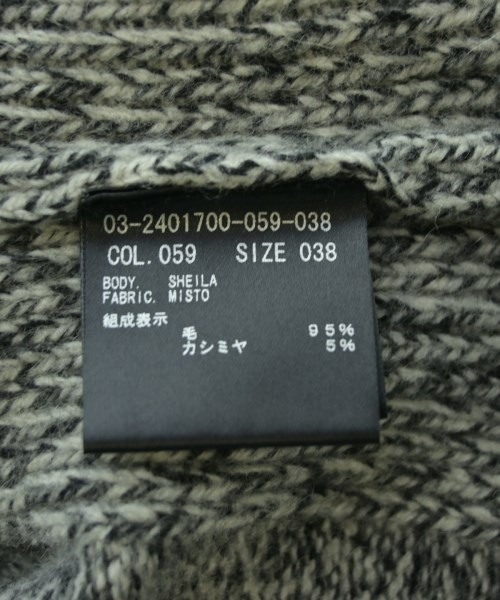 03-2401700-059-038
COL. 059 SIZE 038
BODY. SHEILA
FABRIC. MISTO
組成表示
毛 95%
カシミヤ 5%